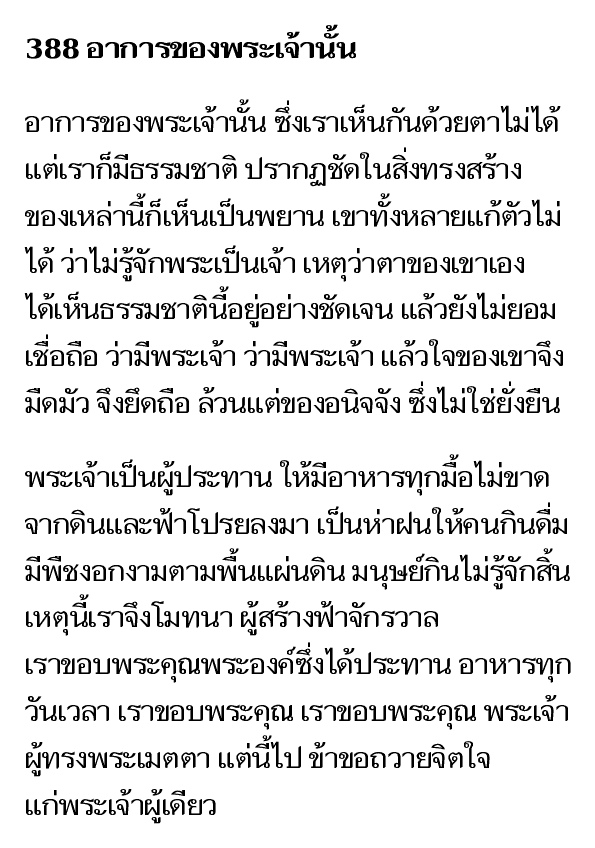 388 อาการของพระเจ้านั้น
อาการของพระเจ้านั้น ซึ่งเราเห็นกันด้วยตาไม่ได้
แต่เราก็มีธรรมชาติ ปรากฏชัดในสิ่งทรงสร้าง
ของเหล่านี้ก็เห็นเป็นพยาน เขาทั้งหลายแก้ตัวไม่
ได้ ว่าไม่รู้จักพระเป็นเจ้า เหตุว่าตาของเขาเอง
ได้เห็นธรรมชาตินี้อยู่อย่างชัดเจน แล้วยังไม่ยอม
เชื่อถือ ว่ามีพระเจ้า ว่ามีพระเจ้า แล้วใจของเขาจึง
มืดมัว จึงยึดถือ ล้วนแต่ของอนิจจัง ซึ่งไม่ใช่ยั่งยืน
พระเจ้าเป็นผู้ประทาน ให้มีอาหารทุกมื้อไม่ขาด
จากดินและฟ้าโปรยลงมา เป็นห่าฝนให้คนกินดื่ม
มีพืชงอกงามตามพื้นแผ่นดิน มนุษย์กินไม่รู้จักสิ้น
เหตุนี้เราจึงโมทนา ผู้สร้างฟ้าจักรวาล
เราขอบพระคุณพระองค์ซึ่งได้ประทาน อาหารทุก
วันเวลา เราขอบพระคุณ เราขอบพระคุณ พระเจ้า
ผู้ทรงพระเมตตา แต่นี้ไป ข้าขอถวายจิตใจ
แก่พระเจ้าผู้เดียว